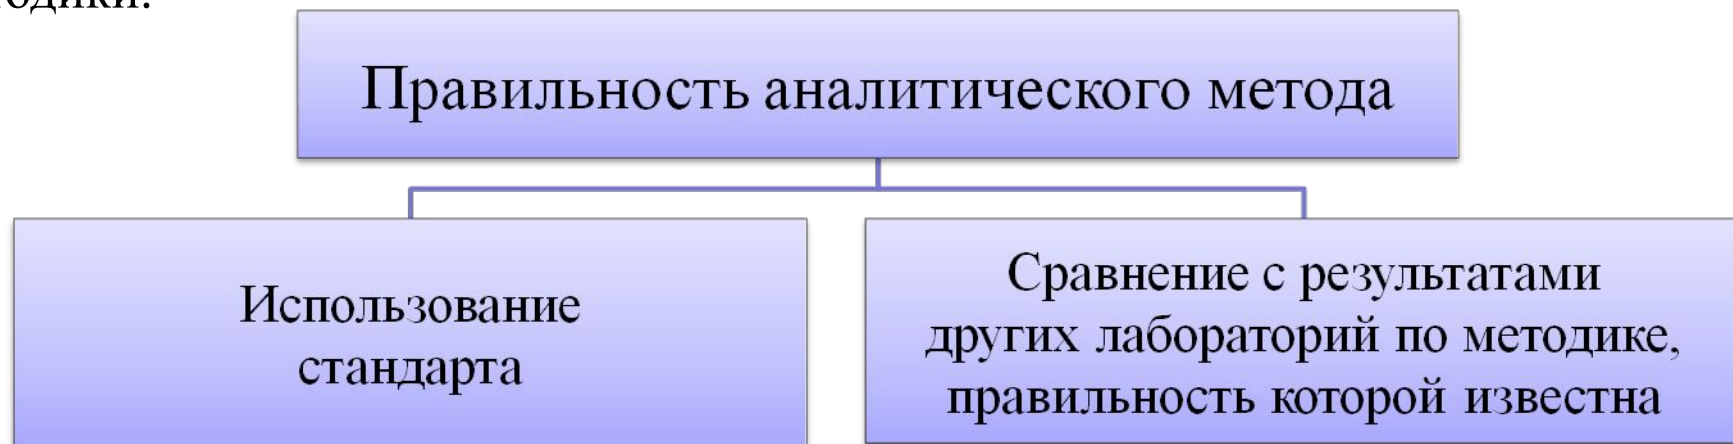 Правильность аналитического метода
Использование
стандарта
Сравнение с результатами
других лабораторий по методике,
правильность которой известна